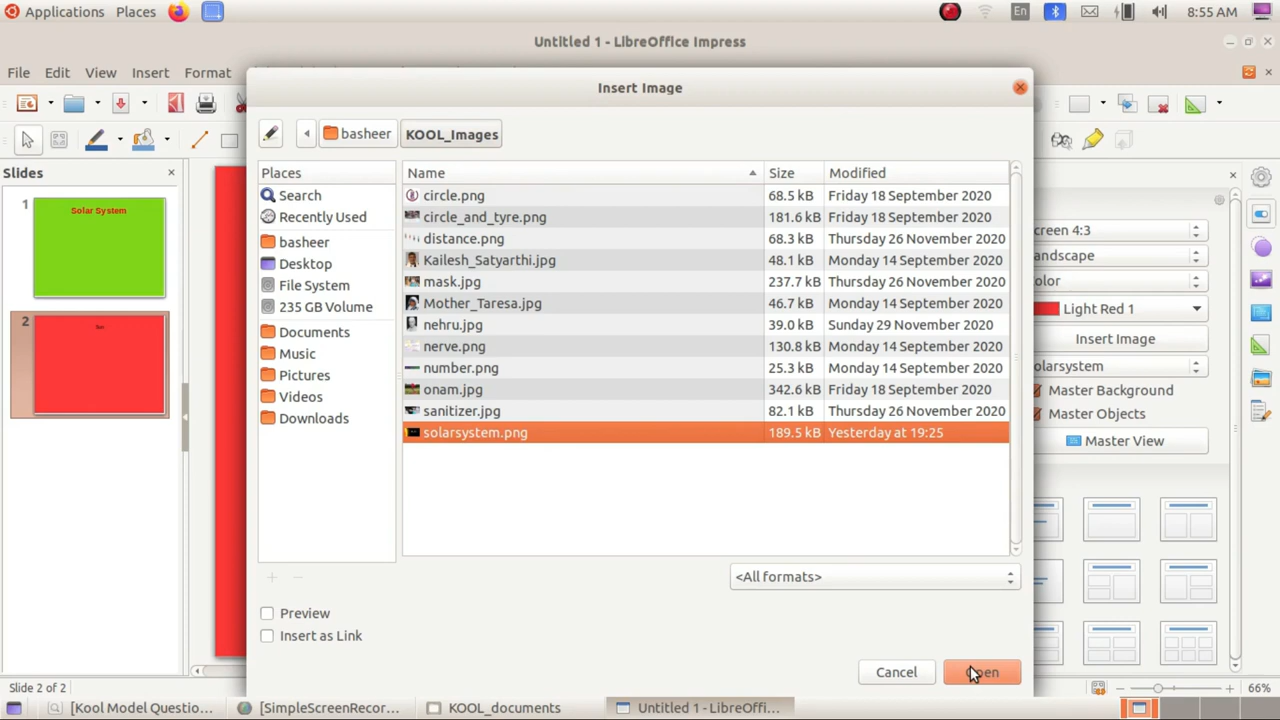 Applications Places En 8:55 AM
Untitled 1 - LibreOffice Impress
File Edit View Insert Format
Insert Image
basheer KOOL_Images
Slides
Places Name Size Modified
Search circle.png 68.5 kB Friday 18 September 2020
Recently Used circle_and_tyre.png 181.6 kB Friday 18 September 2020
distance.png 68.3 kB Thursday 26 November 2020
basheer Kailesh_Satyarthi.jpg 48.1 kB Monday 14 September 2020
Desktop mask.jpg 237.7 kB Thursday 26 November 2020
File System Mother_Teresa.jpg 46.7 kB Monday 14 September 2020
235 GB Volume nehru.jpg 39.0 kB Sunday 29 November 2020
Documents nerve.png 130.8 kB Monday 14 September 2020
Music number.png 25.3 kB Monday 14 September 2020
Pictures onam.jpg 342.6 kB Friday 18 September 2020
Videos sanitizer.jpg 82.1 kB Thursday 26 November 2020
Downloads solarsystem.png 189.5 kB Yesterday at 19:25
<All formats>
Preview
Insert as Link
Cancel Open
1 Solar System
2 Sun
creen 4:3
andscape
olor
Light Red 1
Insert Image
olarsystem
Master Background
Master Objects
Master View
Slide 2 of 2 66%
[Kool Model Questio... [SimpleScreenRecor... KOOL_documents Untitled 1 - LibreOffi...